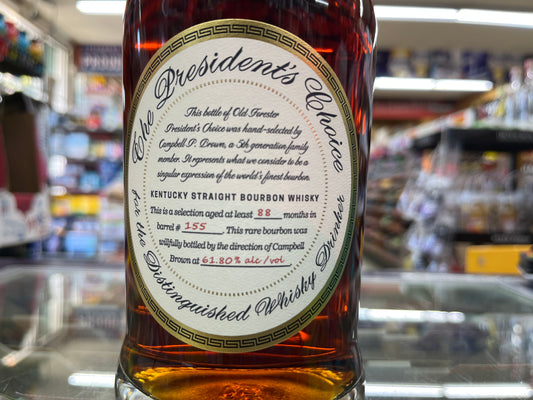 The President's Choice
This bottle of Old Forester
President's Choice was hand-selected by
Campbell P. Brown, a 5th generation family
member. It represents what we consider to be a
singular expression of the world's finest bourbon.
KENTUCKY STRAIGHT BOURBON WHISKY
This is a selection aged at least 88 months in
barrel # 155. This rare bourbon was
willfully bottled by the direction of Campbell
Brown at 61.80% alc/vol
for the Distinguished Whisky Drinker